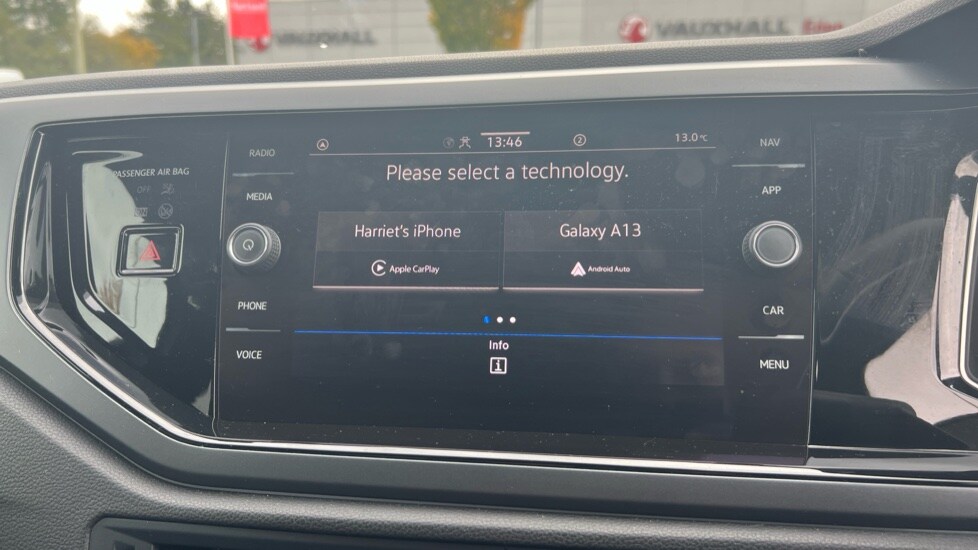 VAUXHALL
VAUXHALL
PASSENGER AIR BAG
OFF
RADIO
MEDIA
PHONE
VOICE
13:46
2
13.0°C
Please select a technology.
Harriet's iPhone
Apple CarPlay
Galaxy A13
Android Auto
Info
i
NAV
APP
CAR
MENU